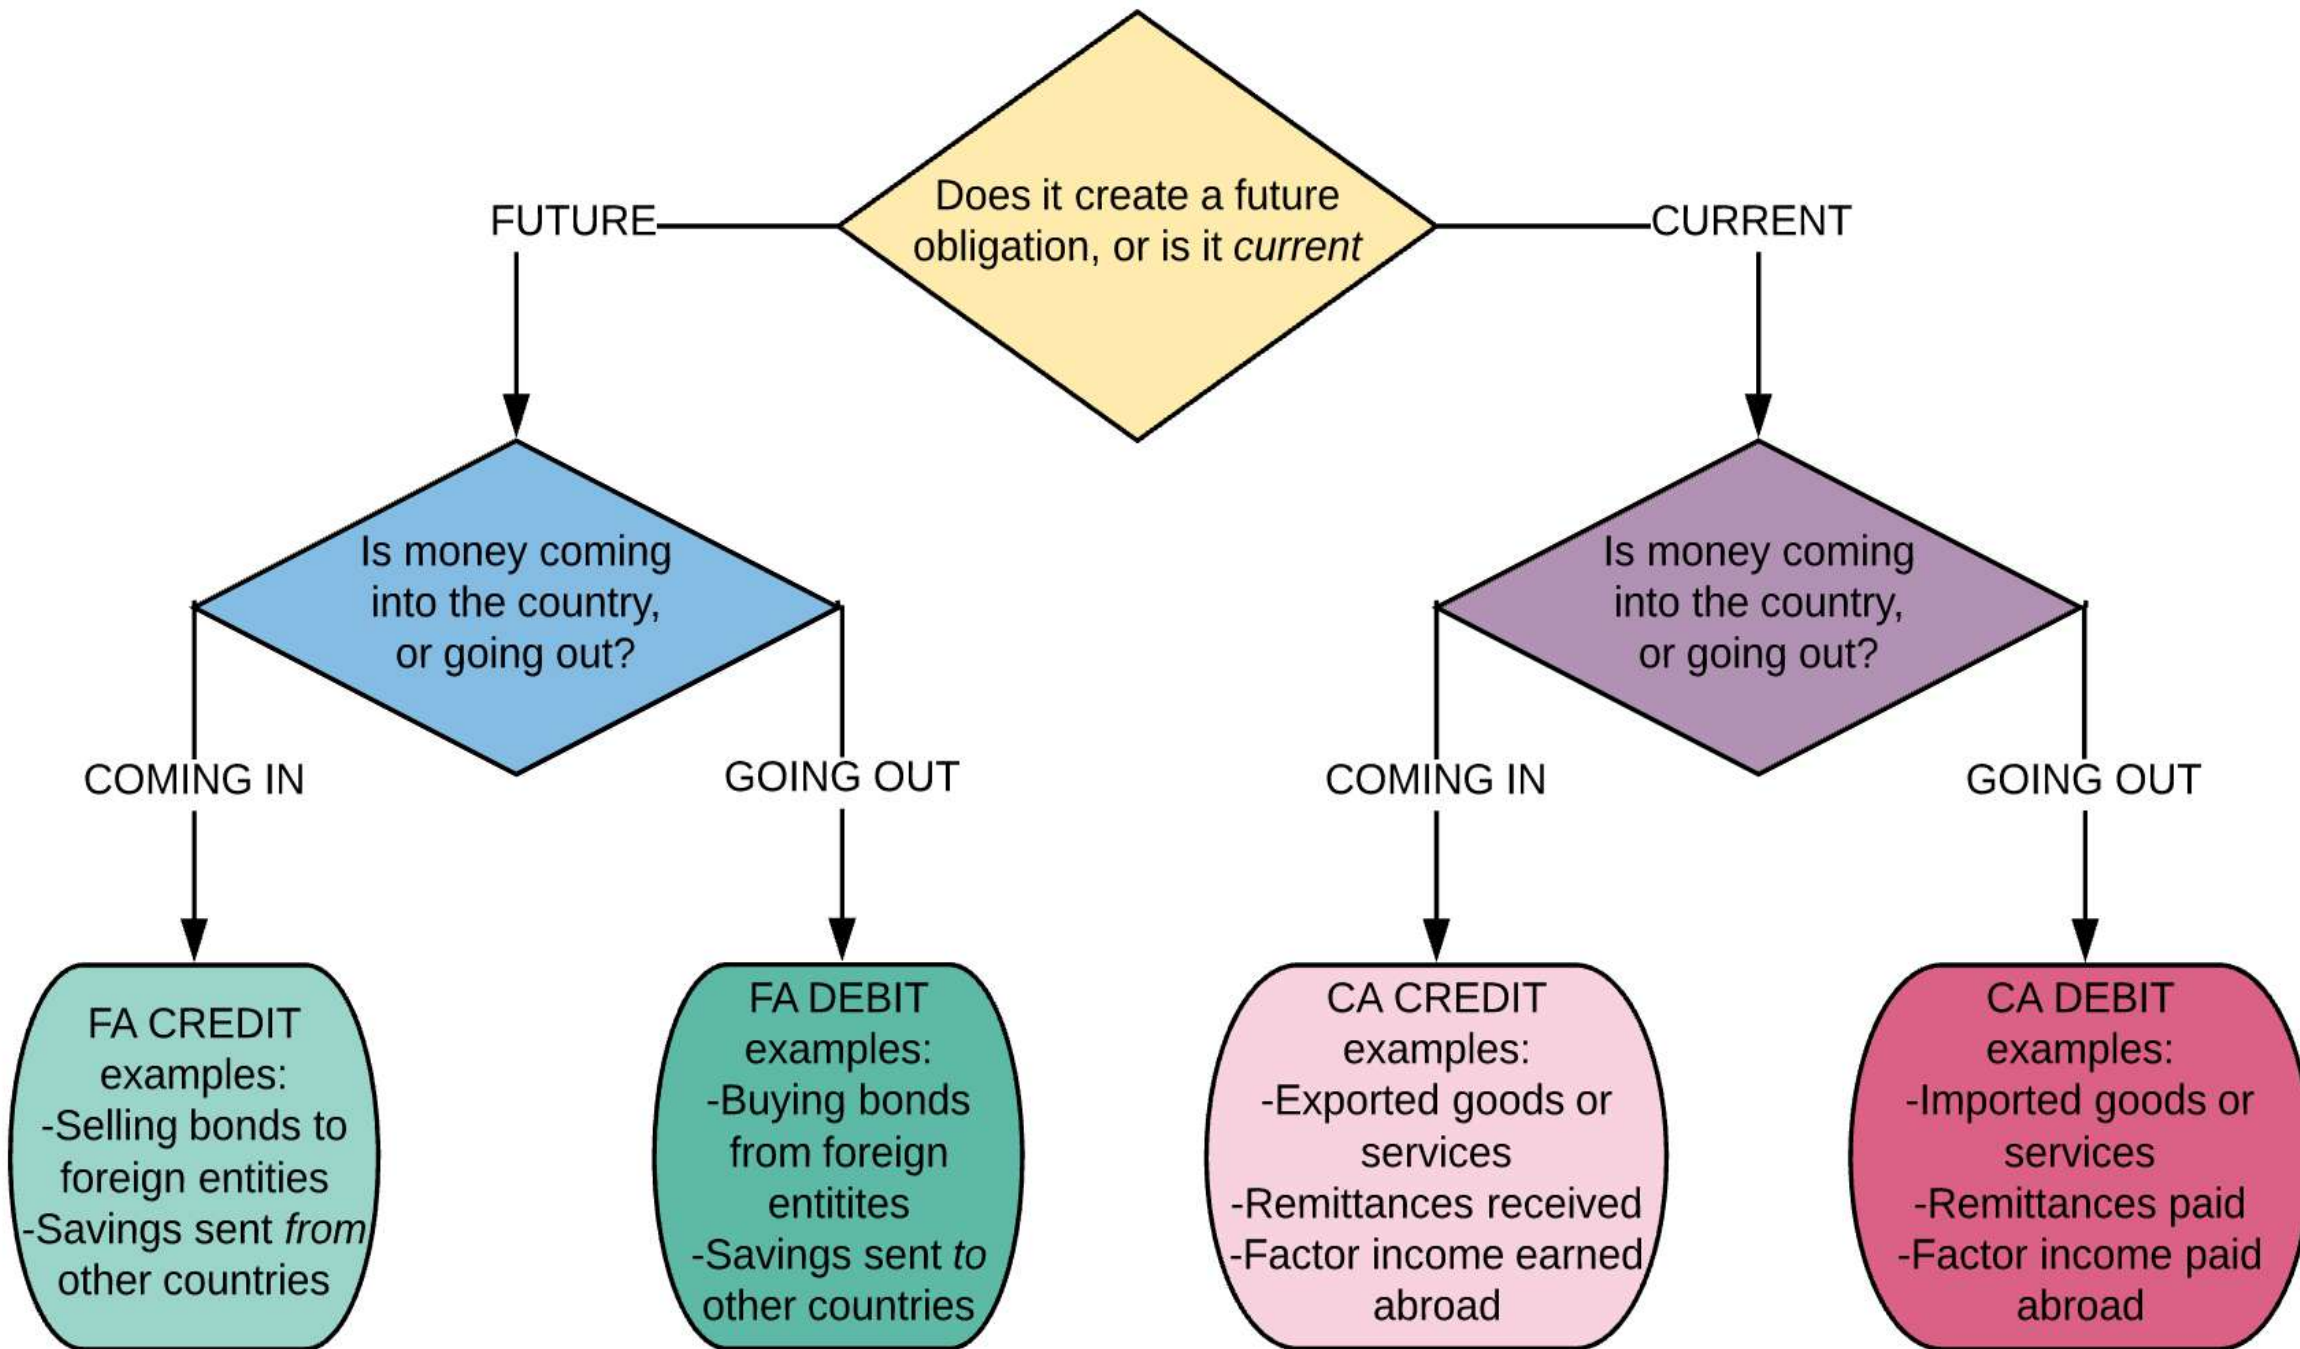 Does it create a future
obligation, or is it current
FUTURE
CURRENT
Is money coming
into the country,
or going out?
Is money coming
into the country,
or going out?
COMING IN
GOING OUT
COMING IN
GOING OUT
FA CREDIT
examples:
-Selling bonds to
foreign entities
-Savings sent from
other countries
FA DEBIT
examples:
-Buying bonds
from foreign
entitites
-Savings sent to
other countries
CA CREDIT
examples:
-Exported goods or
services
-Remittances received
-Factor income earned
abroad
CA DEBIT
examples:
-Imported goods or
services
-Remittances paid
-Factor income paid
abroad